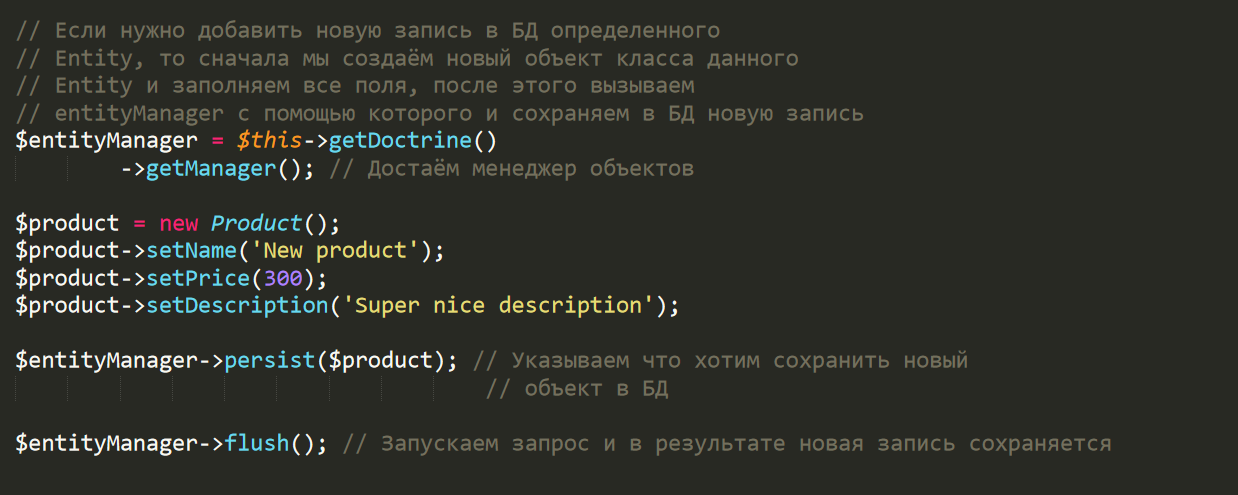 // Если нужно добавить новую запись в БД определенного
// Entity, то сначала мы создаём новый объект класса данного
// Entity и заполняем все поля, после этого вызываем
// entityManager с помощью которого и сохраняем в БД новую запись
$entityManager = $this->getDoctrine()
->getManager(); // Достаём менеджер объектов
$product = new Product();
$product->setName('New product');
$product->setPrice(300);
$product->setDescription('Super nice description');
$entityManager->persist($product); // Указываем что хотим сохранить новый
// объект в БД
$entityManager->flush(); // Запускаем запрос и в результате новая запись сохраняется